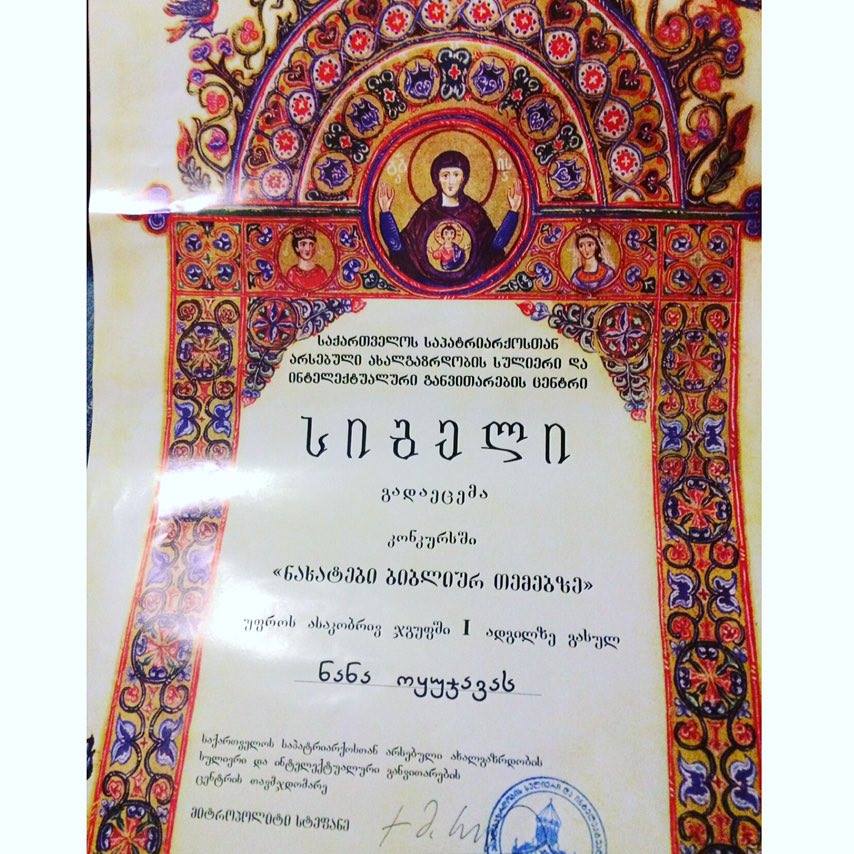 საქართველოს საპატრიარქოსთან
არსებული ახალგაზრდობის სულიერი და
ინტელექტუალური განვითარების ცენტრი
სიგელი
გადაეცემა
კონკურსში
«ნახატები ბიბლიურ თემებზე»
უფროს ასაკობრივ ჯგუფში I ადგილზე გასულ
ნანა ოყუჯავას
საქართველოს საპატრიარქოსთან არსებული ახალგაზრდობის
სულიერი და ინტელექტუალური განვითარების
ცენტრის თავმჯდომარე
მიტროპოლიტი სტეფანე